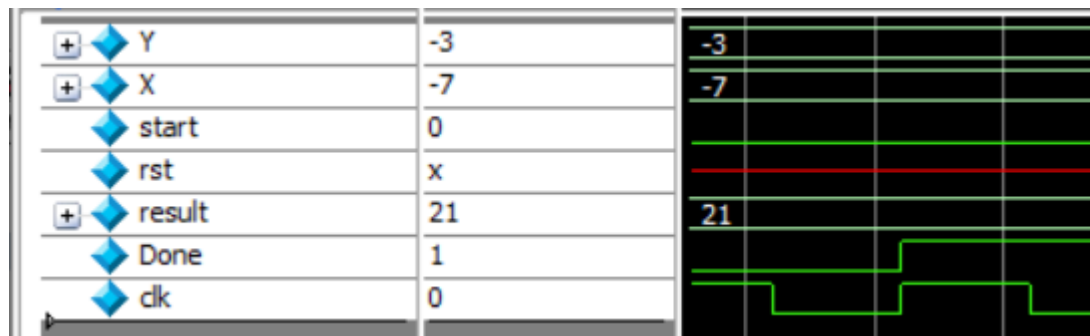 Y -3 -3
X -7 -7
start 0
rst x
result 21 21
Done 1
clk 0